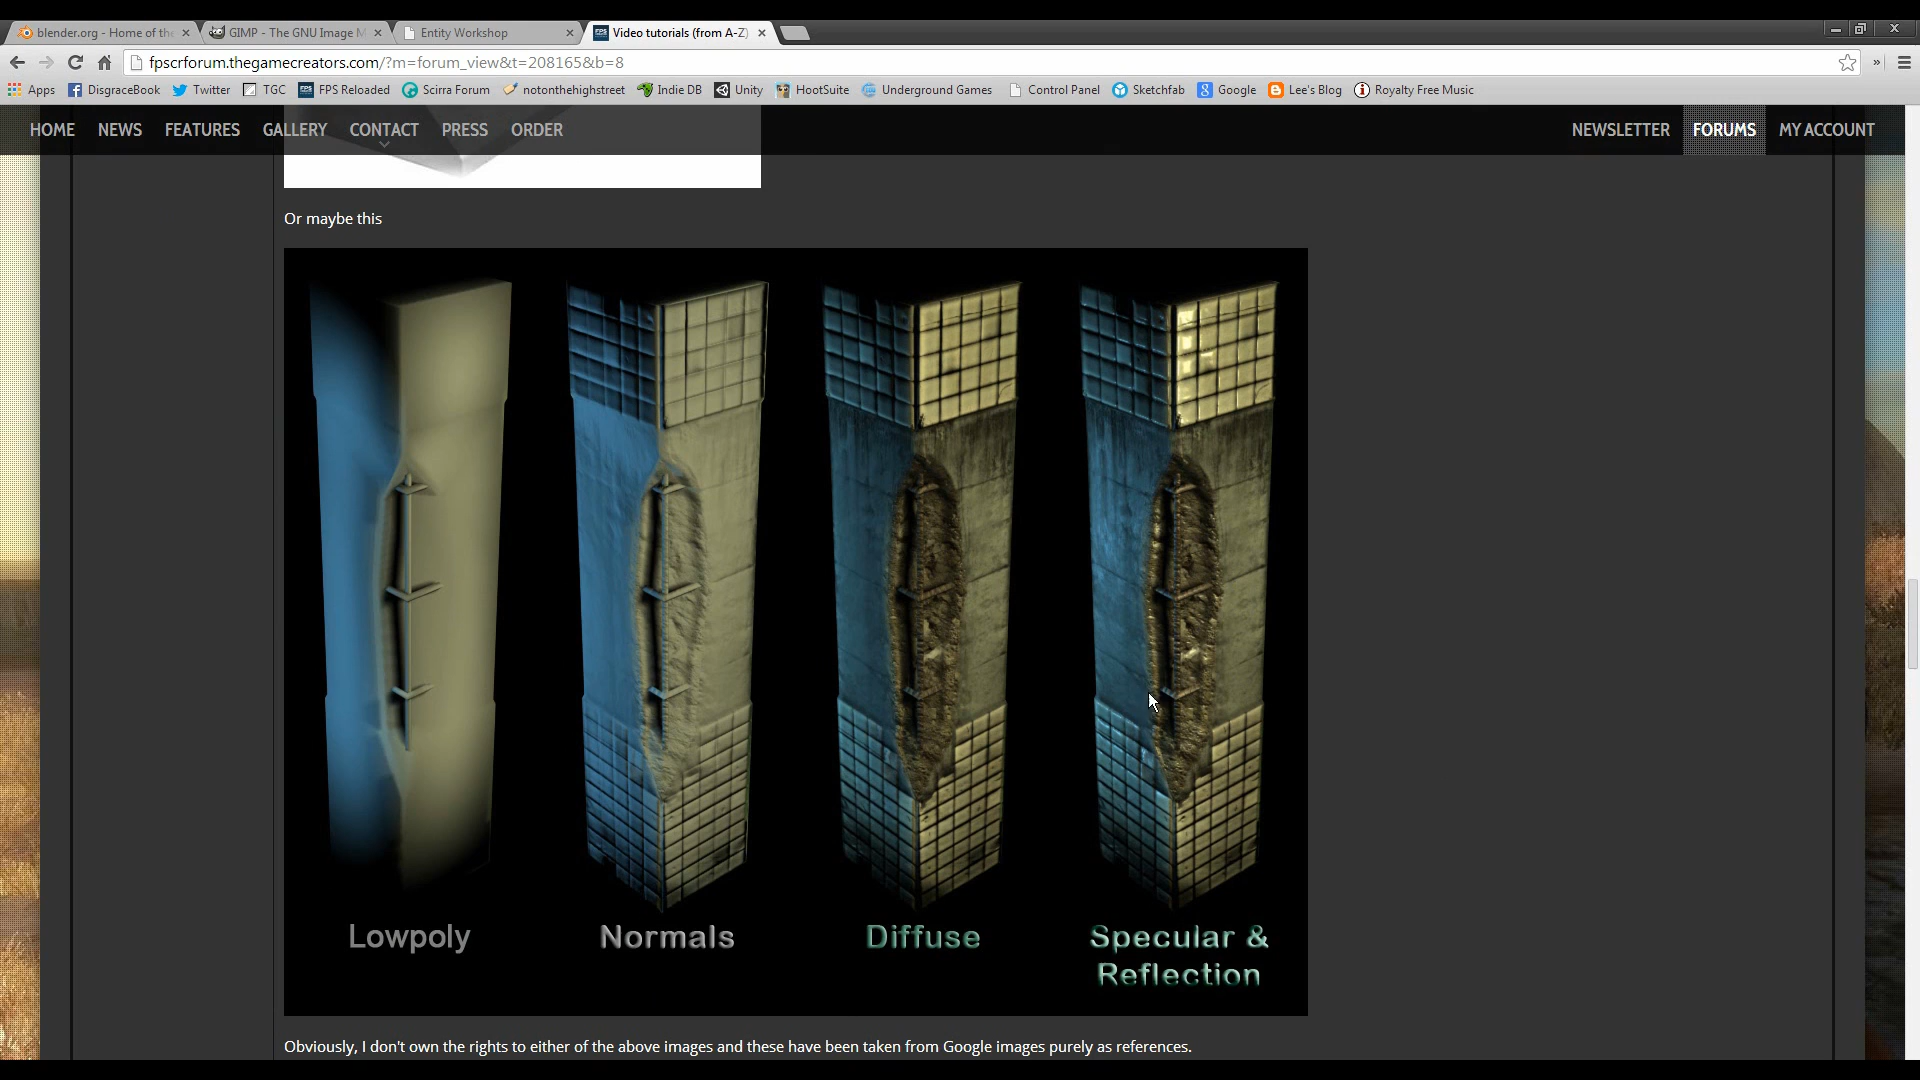 blender.org - Home of the
GIMP - The GNU Image M
Entity Workshop
Video tutorials (from A-Z)
fpscrforum.thegamecreators.com/?m=forum_view&t=208165&b=8
Apps DisgraceBook Twitter TGC FPS Reloaded Scirra Forum notonthehighstreet Indie DB Unity HootSuite Underground Games Control Panel Sketchfab Google Lee's Blog Royalty Free Music
HOME NEWS FEATURES GALLERY CONTACT PRESS ORDER NEWSLETTER FORUMS MY ACCOUNT
Or maybe this
Lowpoly
Normals
Diffuse
Specular &
Reflection
Obviously, I don't own the rights to either of the above images and these have been taken from Google images purely as references.